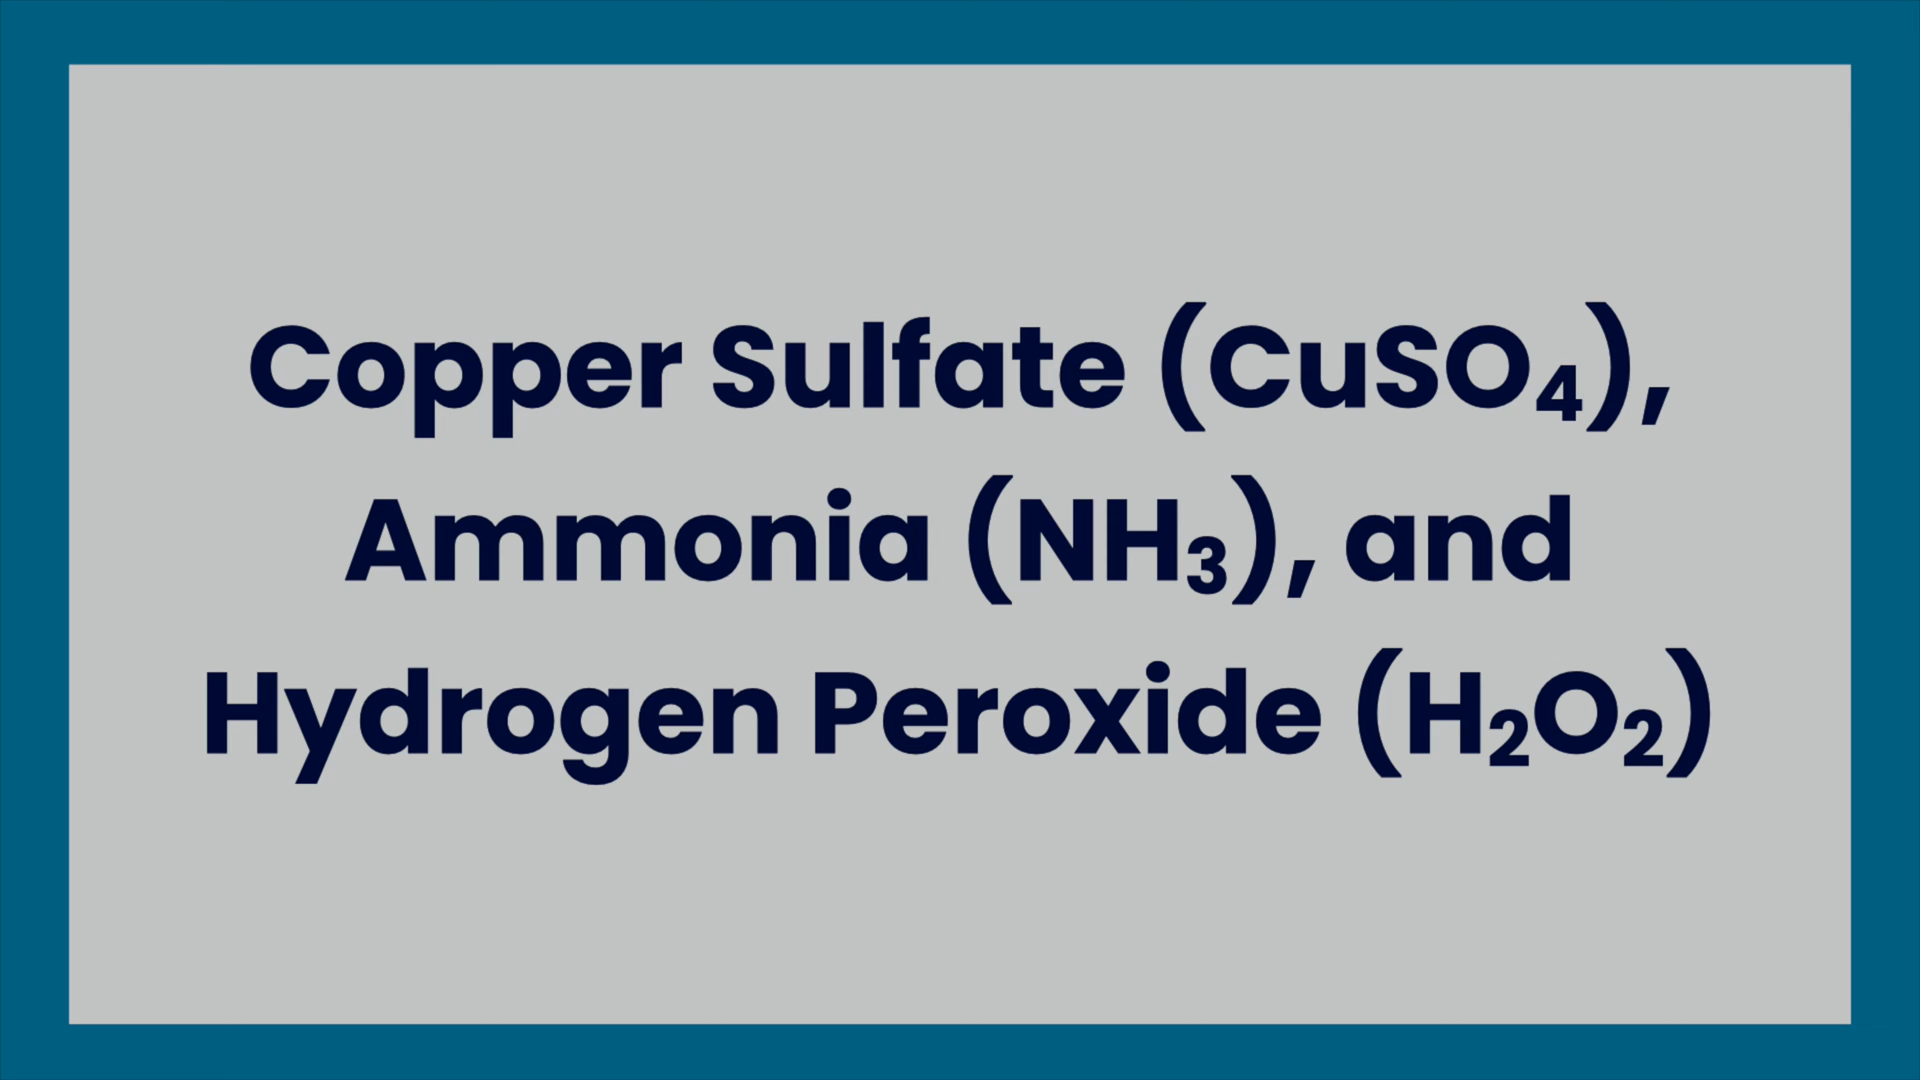 Copper Sulfate (CuSO₄),
Ammonia (NH₃), and
Hydrogen Peroxide (H₂O₂)